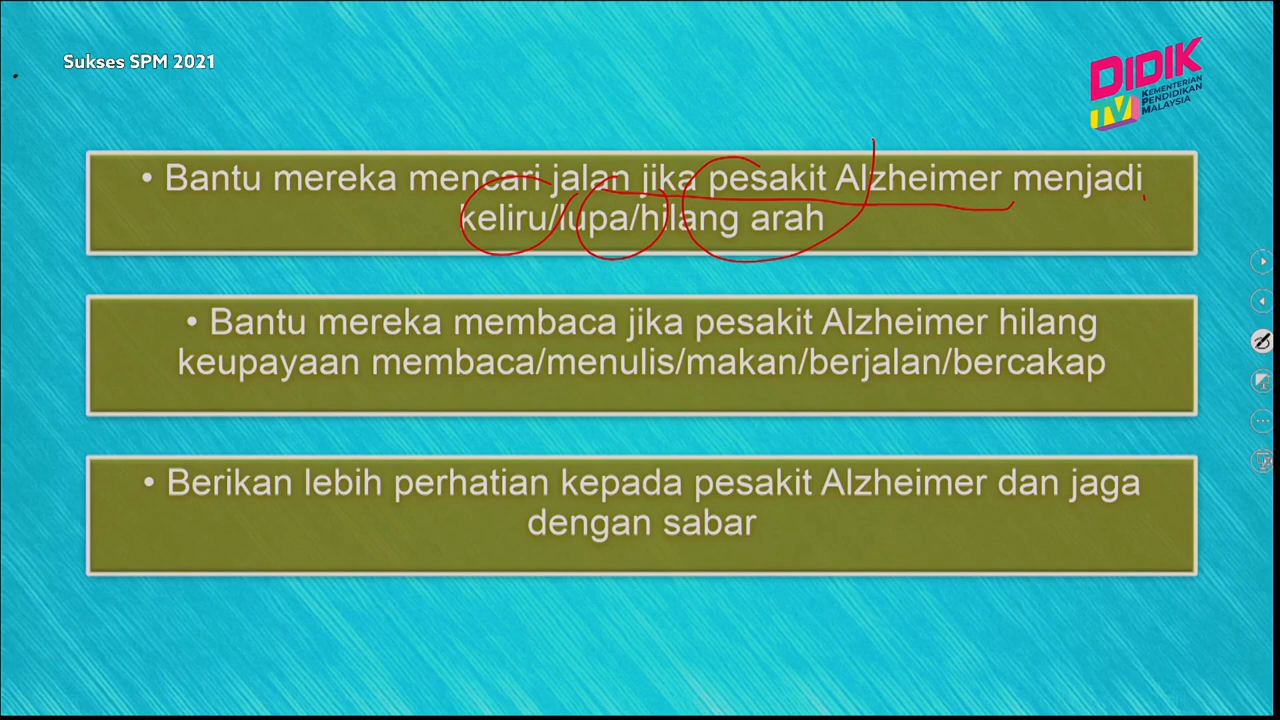 Sukses SPM 2021
DIDIK
TV
KEMENTERIAN
PENDIDIKAN
MALAYSIA
• Bantu mereka mencari jalan jika pesakit Alzheimer menjadi
keliru/lupa/hilang arah
• Bantu mereka membaca jika pesakit Alzheimer hilang
keupayaan membaca/menulis/makan/berjalan/bercakap
• Berikan lebih perhatian kepada pesakit Alzheimer dan jaga
dengan sabar